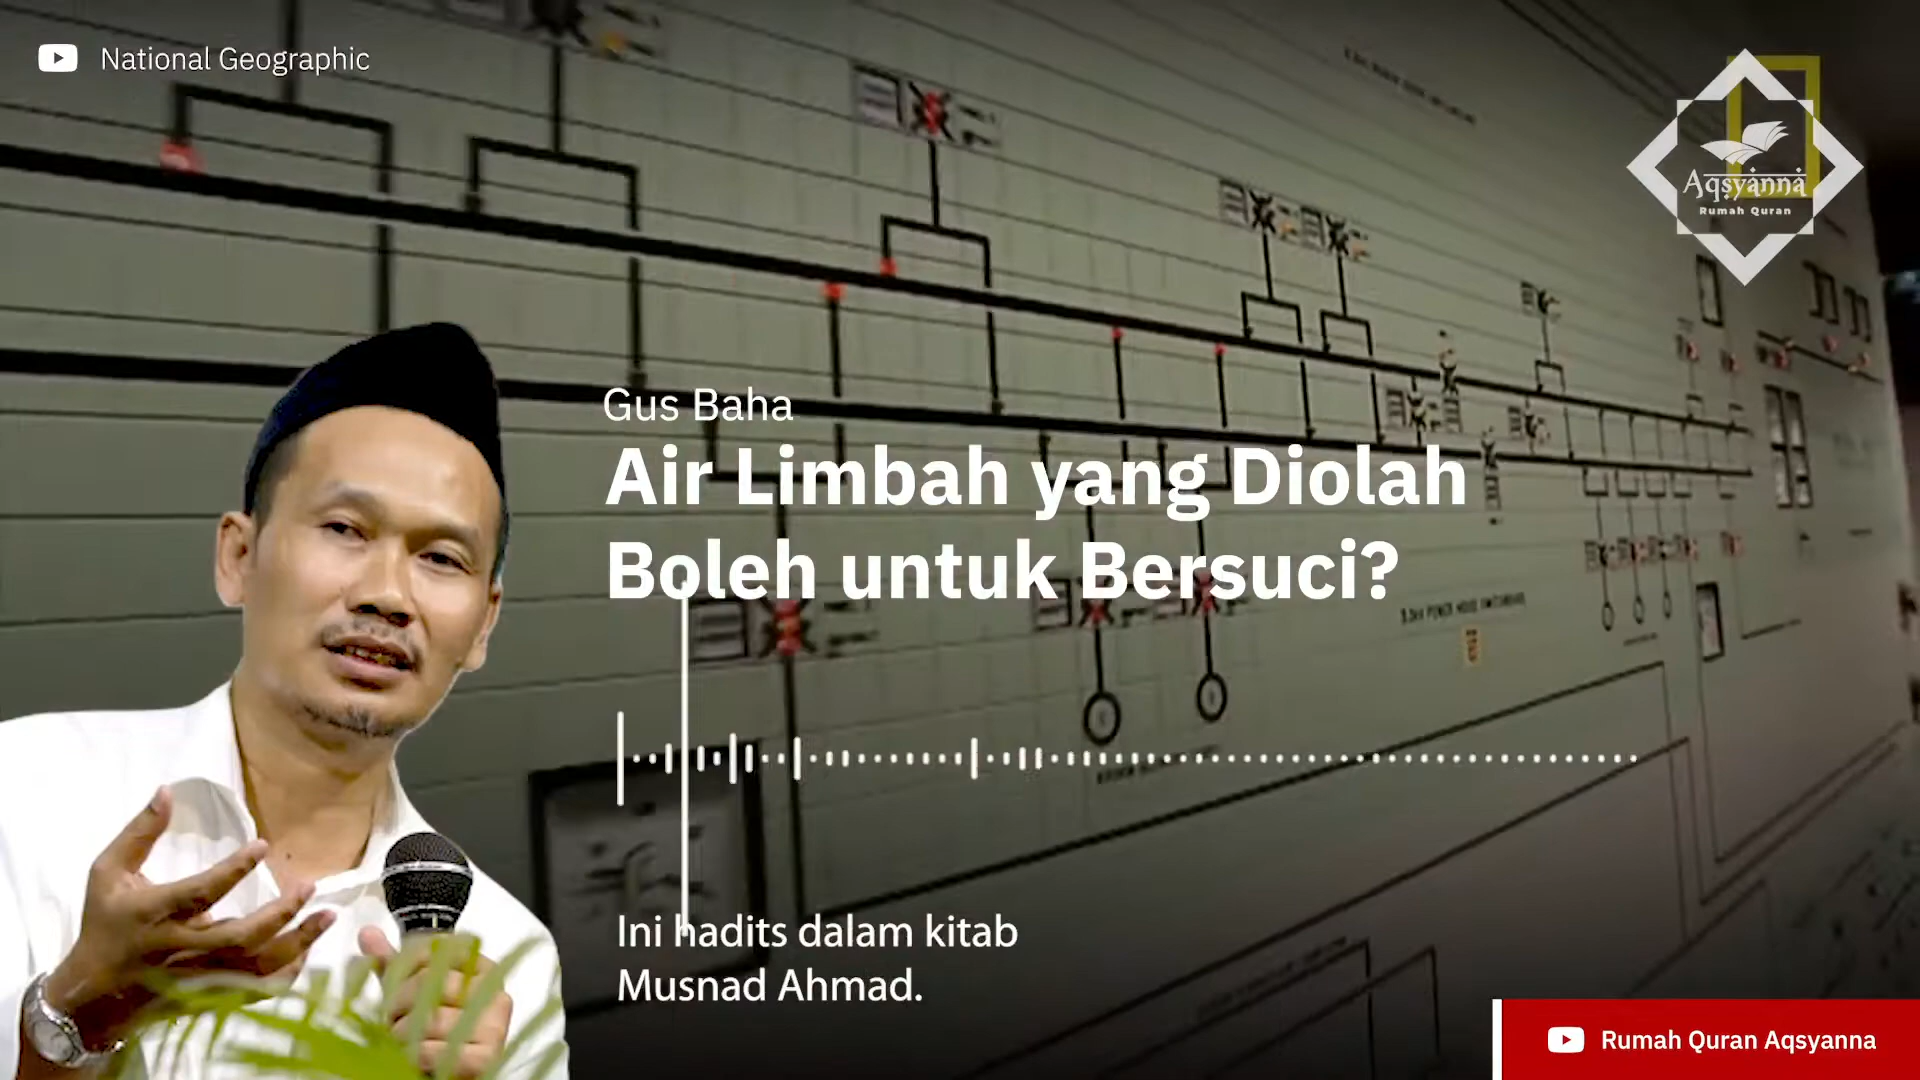 National Geographic
Aqsyanna
Rumah Quran
Gus Baha
Air Limbah yang Diolah
Boleh untuk Bersuci?
Ini hadits dalam kitab
Musnad Ahmad.
Rumah Quran Aqsyanna